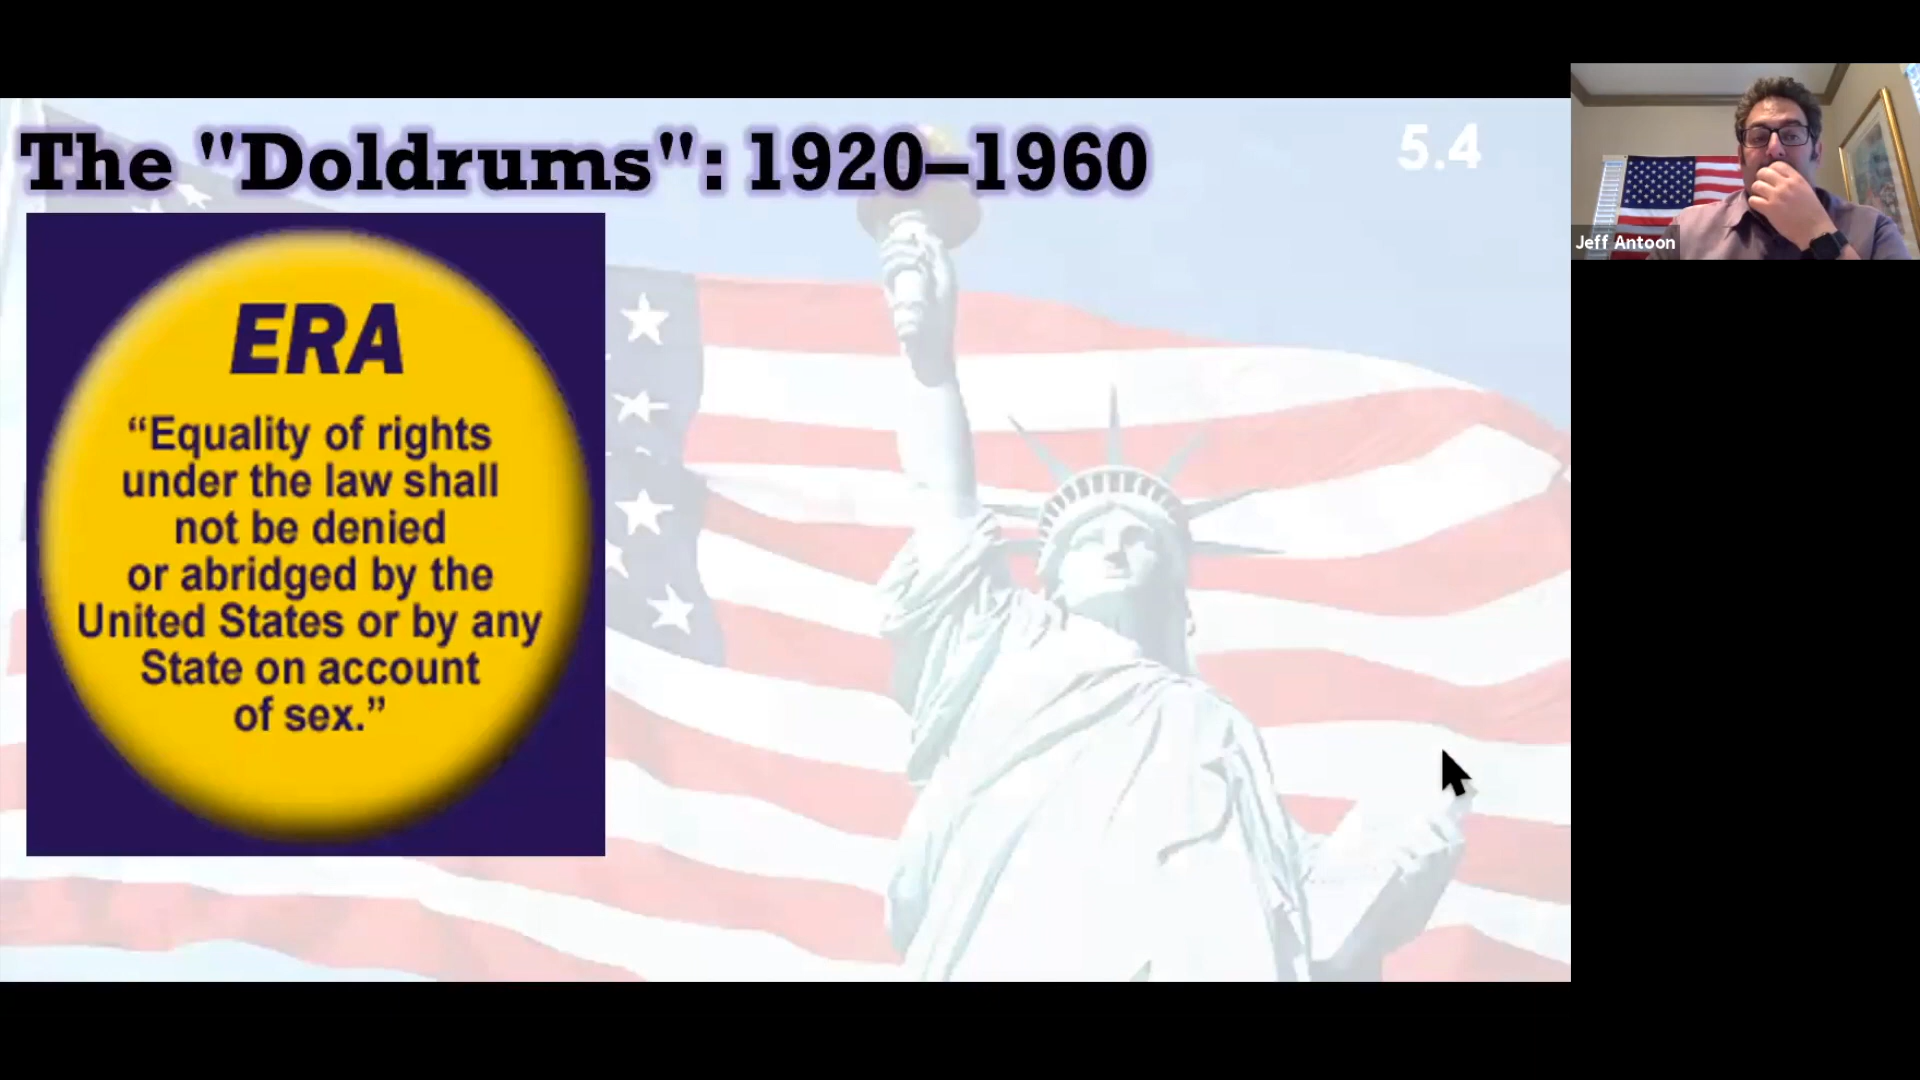 The "Doldrums": 1920–1960
5.4
ERA
“Equality of rights
under the law shall
not be denied
or abridged by the
United States or by any
State on account
of sex.”
Jeff Antoon